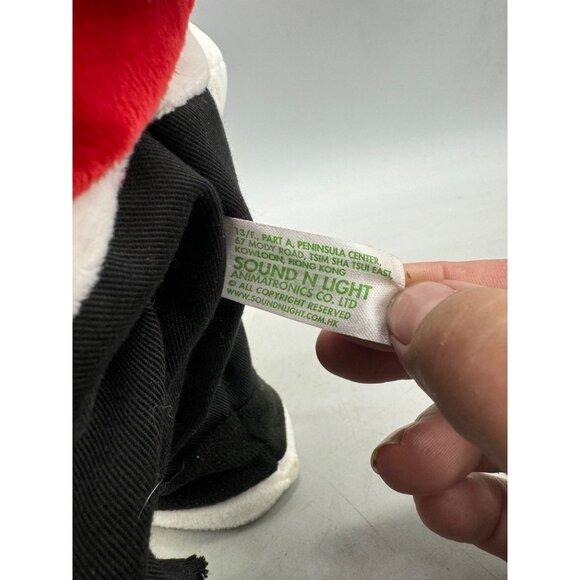 13/F., PART A, PENINSULA CENTER,
67 MODY ROAD, TSIM SHA TSUI EAST,
KOWLOON, HONG KONG
SOUND N LIGHT
ANIMATRONICS CO. LTD
© ALL COPYRIGHT RESERVED
WWW.SOUNDNLIGHT.COM.HK